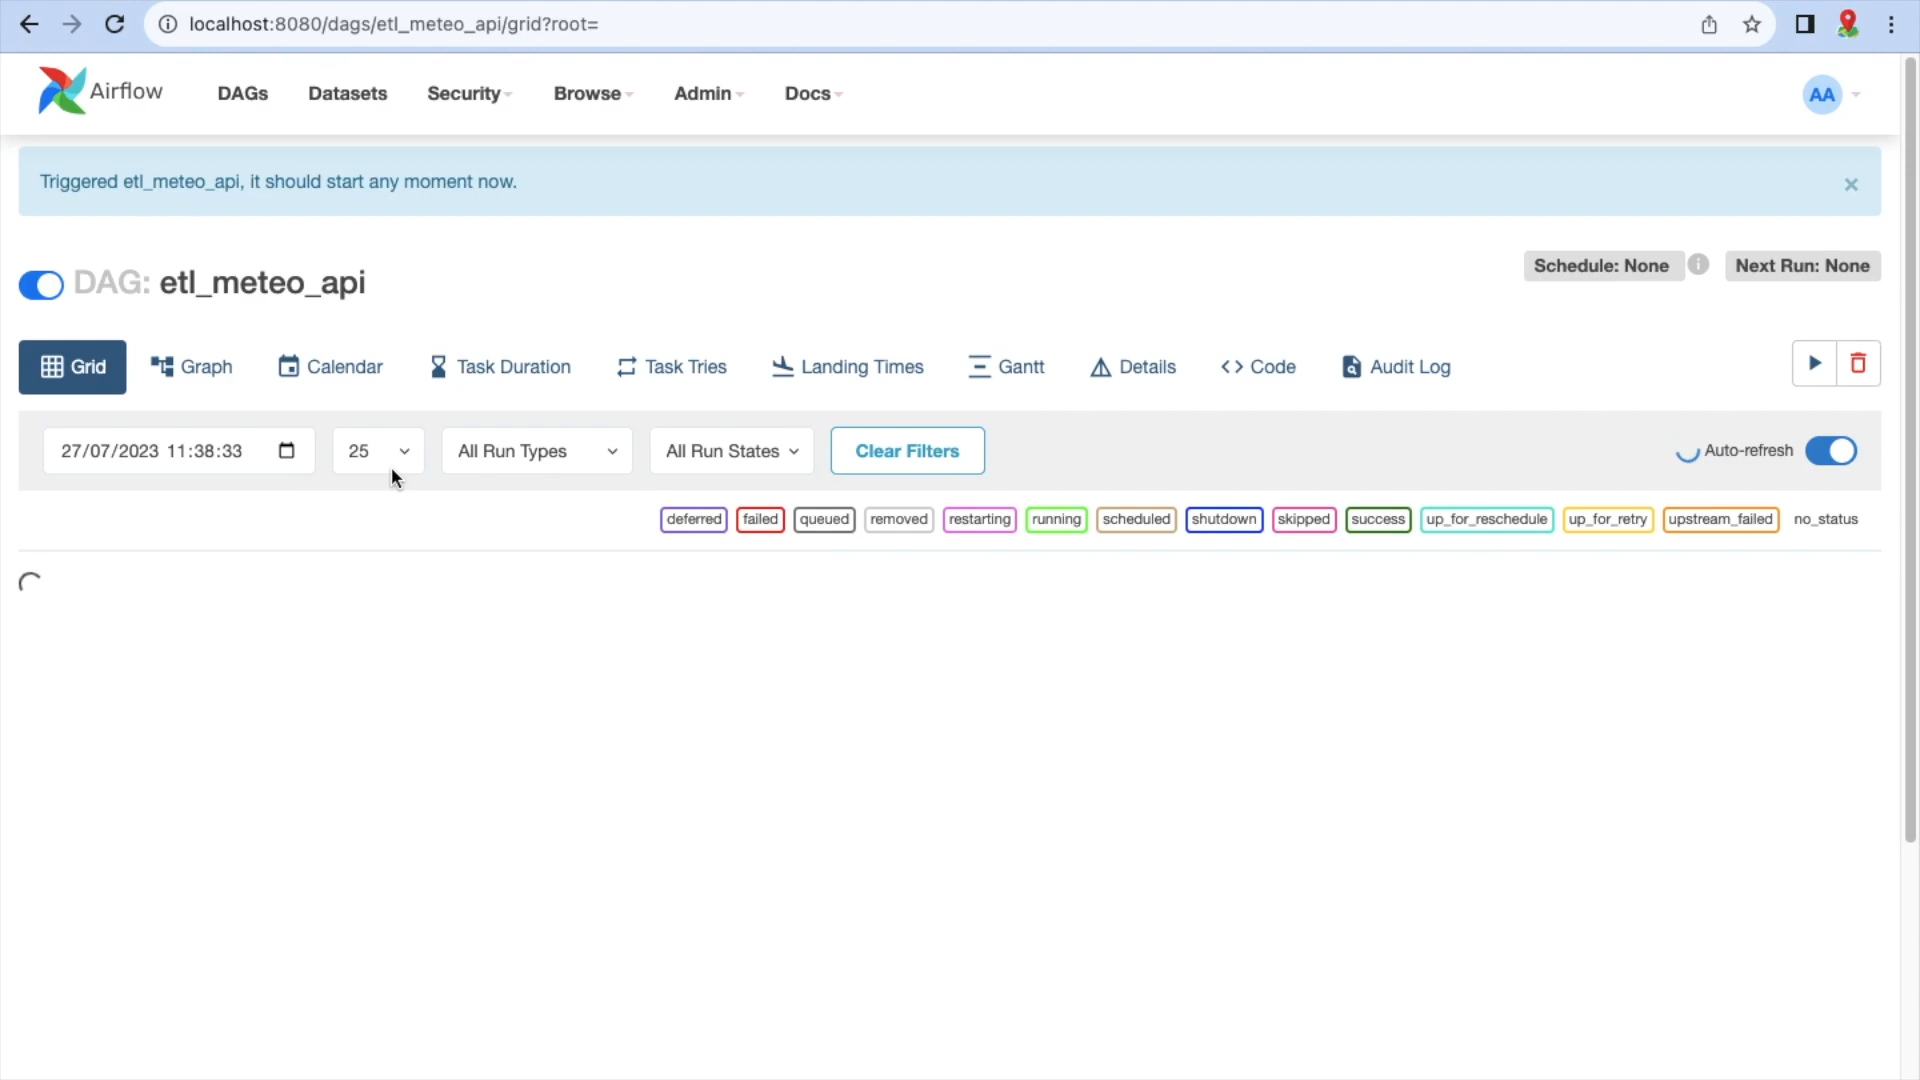 localhost:8080/dags/etl_meteo_api/grid?root=
Airflow DAGs Datasets Security Browse Admin Docs AA
Triggered etl_meteo_api, it should start any moment now. ×
DAG: etl_meteo_api Schedule: None Next Run: None
Grid Graph Calendar Task Duration Task Tries Landing Times Gantt Details <> Code Audit Log
27/07/2023 11:38:33 25 All Run Types All Run States Clear Filters Auto-refresh
deferred failed queued removed restarting running scheduled shutdown skipped success up_for_reschedule up_for_retry upstream_failed no_status